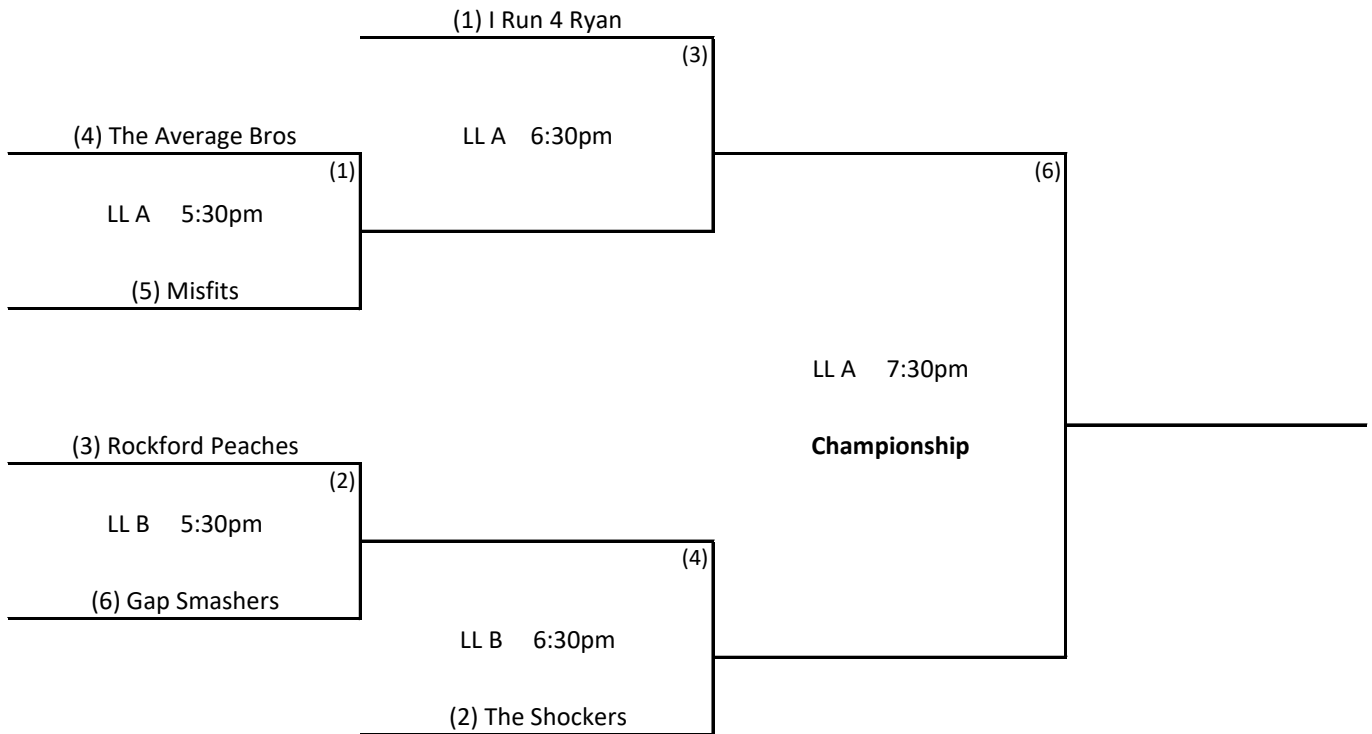 (1) I Run 4 Ryan
(3)
(4) The Average Bros
LL A 6:30pm
(1)
(6)
LL A 5:30pm
(5) Misfits
LL A 7:30pm
(3) Rockford Peaches
Championship
(2)
LL B 5:30pm
(4)
(6) Gap Smashers
LL B 6:30pm
(2) The Shockers